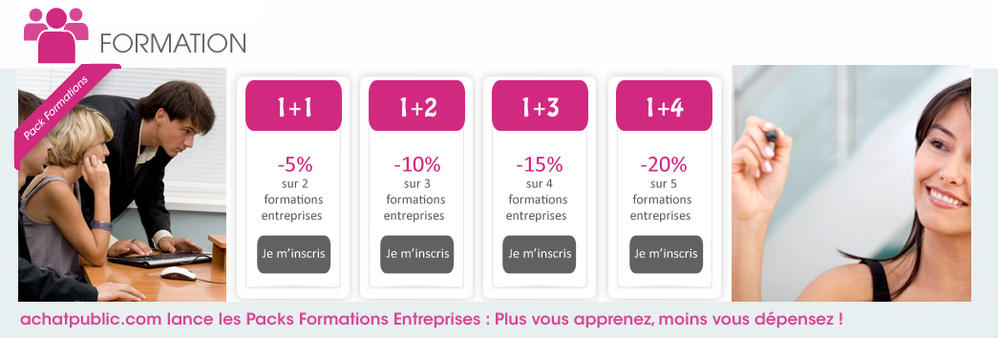 FORMATION
Pack Formations
1+1
-5%
sur 2
formations
entreprises
Je m'inscris
1+2
-10%
sur 3
formations
entreprises
Je m'inscris
1+3
-15%
sur 4
formations
entreprises
Je m'inscris
1+4
-20%
sur 5
formations
entreprises
Je m'inscris
achatpublic.com lance les Packs Formations Entreprises : Plus vous apprenez, moins vous dépensez !